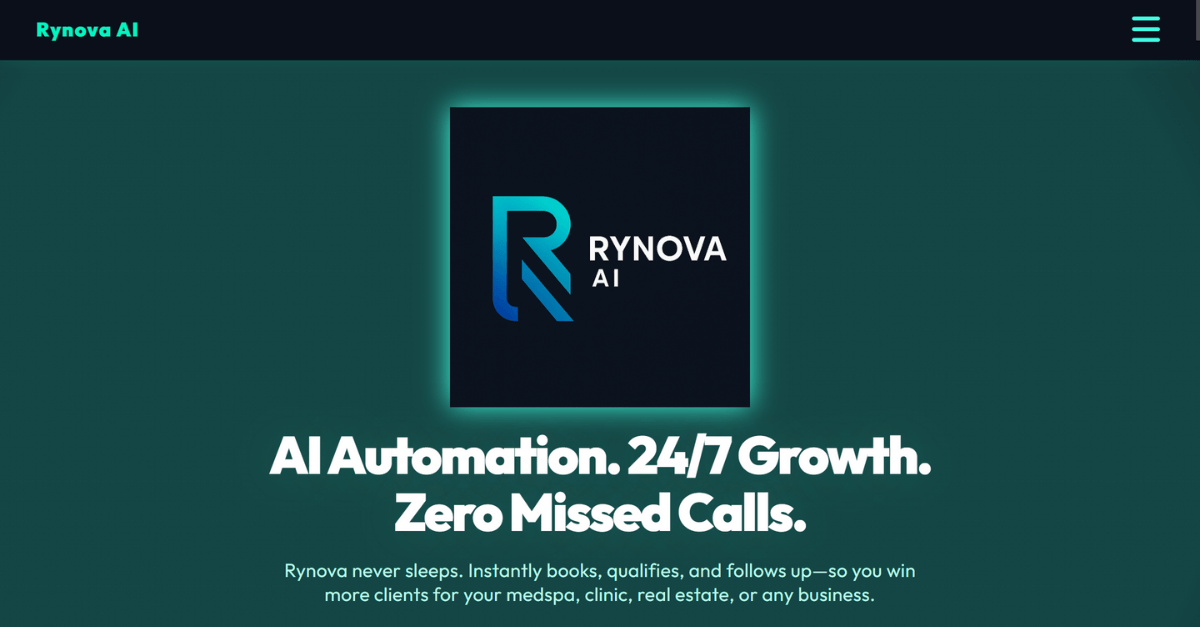 Rynova AI
RYNOVA
AI
AI Automation. 24/7 Growth.
Zero Missed Calls.
Rynova never sleeps. Instantly books, qualifies, and follows up—so you win
more clients for your medspa, clinic, real estate, or any business.